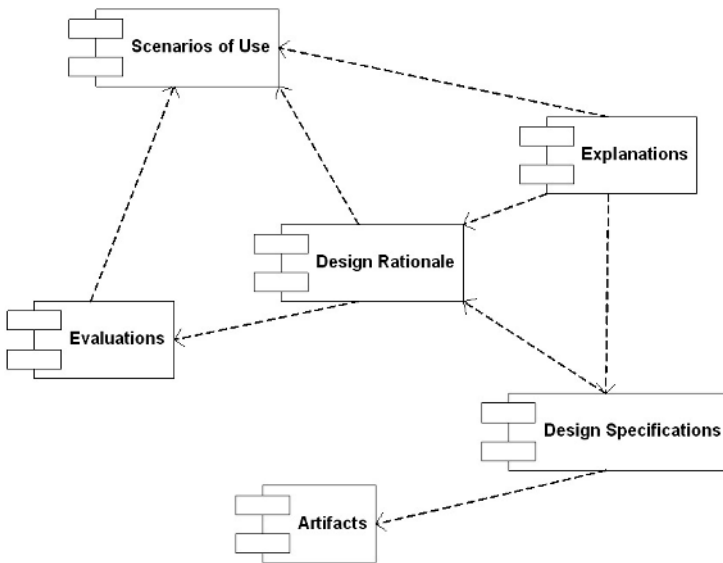 Scenarios of Use
Explanations
Design Rationale
Evaluations
Design Specifications
Artifacts